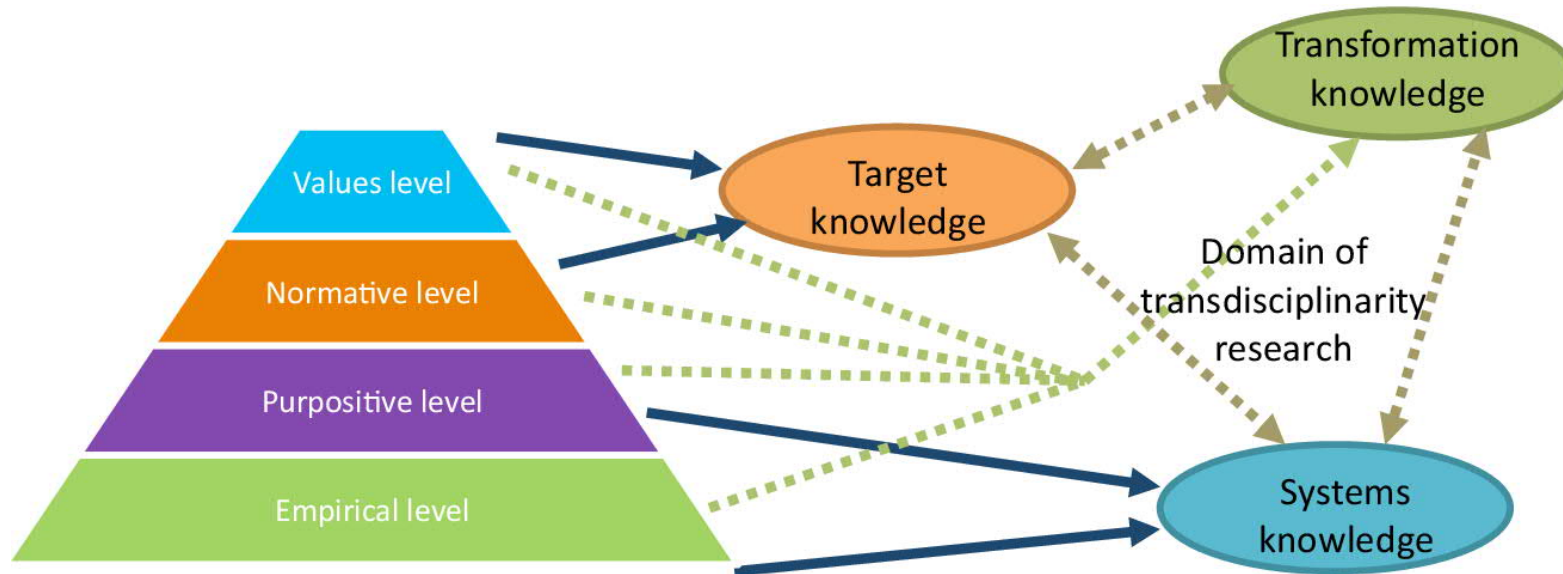 Transformation
knowledge
Values level
Target
knowledge
Normative level
Domain of
transdisciplinarity
research
Purpositive level
Empirical level
Systems
knowledge